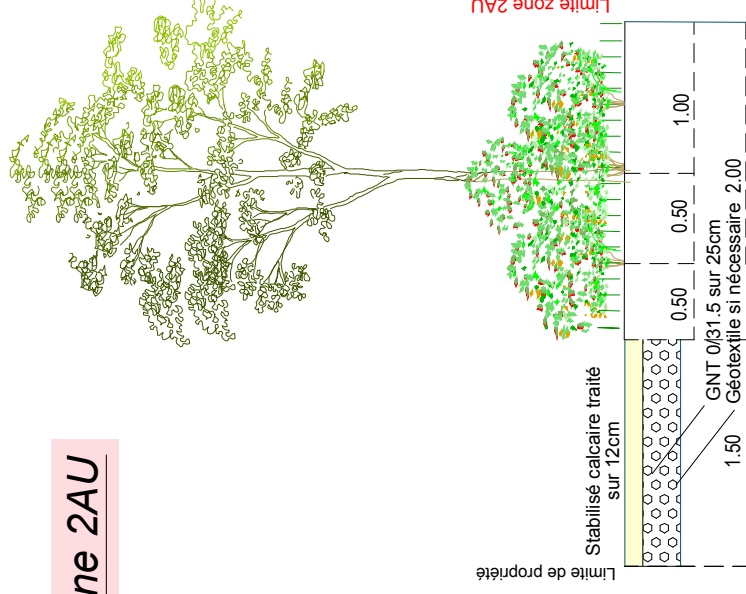 ne 2AU
Limite zone 2AU
Limite de propriété
Stabilisé calcaire traité
sur 12cm
GNT 0/31.5 sur 25cm
Géotextile si nécessaire
1.50
0.50
0.50
1.00
2.00